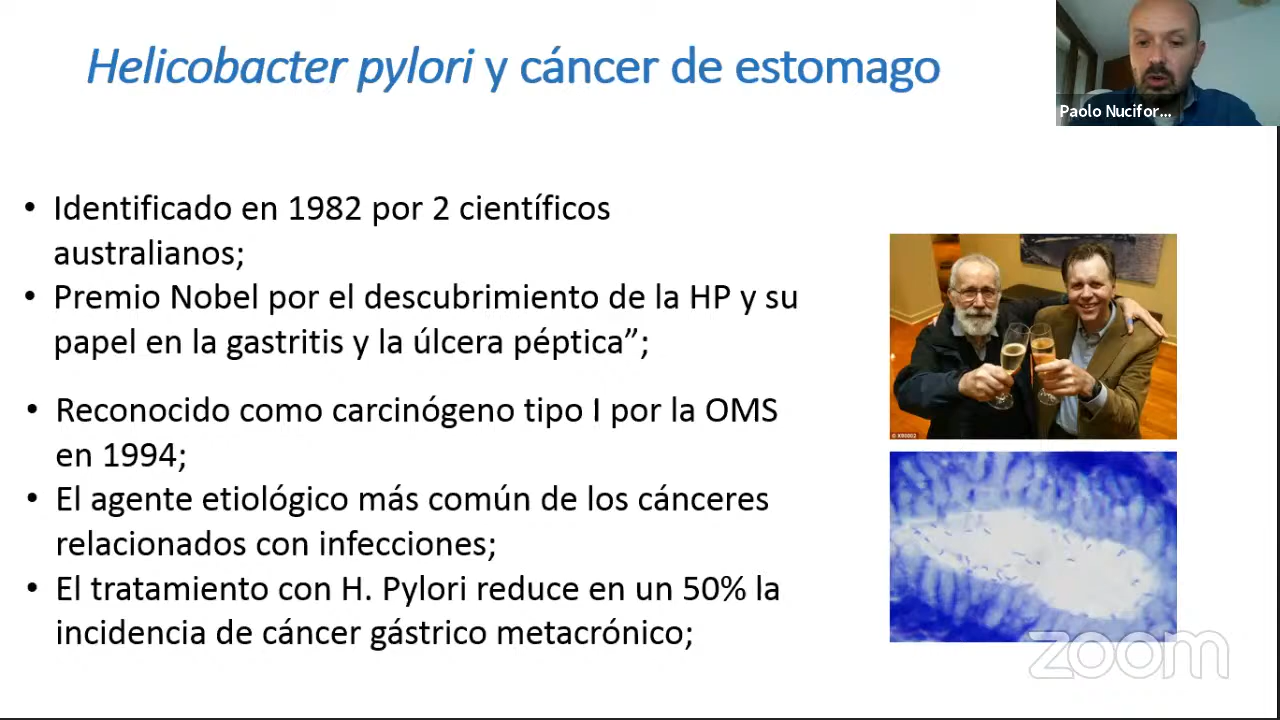 Helicobacter pylori y cáncer de estomago
Paolo Nucifor...
Identificado en 1982 por 2 científicos
australianos;
Premio Nobel por el descubrimiento de la HP y su
papel en la gastritis y la úlcera péptica”;
Reconocido como carcinógeno tipo I por la OMS
en 1994;
El agente etiológico más común de los cánceres
relacionados con infecciones;
El tratamiento con H. Pylori reduce en un 50% la
incidencia de cáncer gástrico metacrónico;
zoom